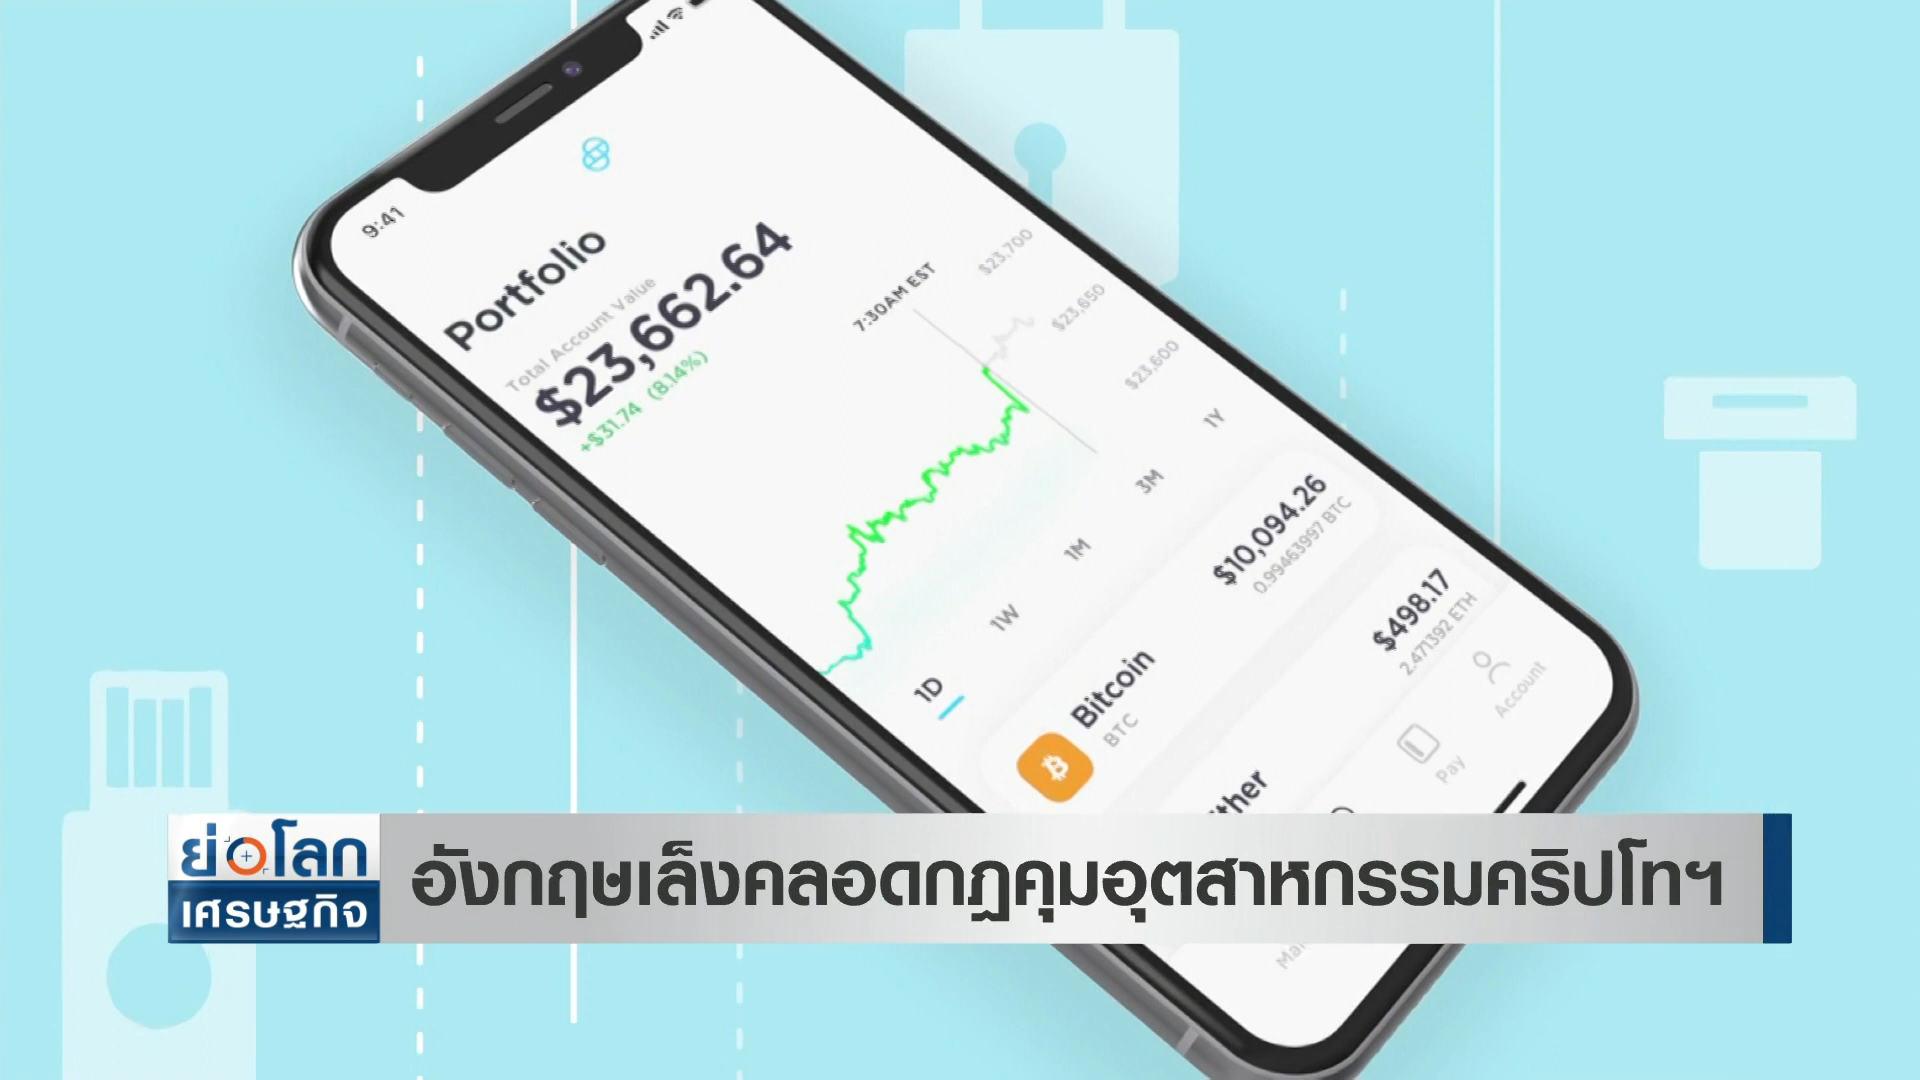 9:41
Portfolio
Total Account Value
$23,662.64
+$31.74 (8.14%)
7:30AM EST
$23,700
$23,650
$23,600
1D
1W
1M
3M
1Y
Bitcoin
BTC
$10,094.26
0.99463997 BTC
$498.17
2.471392 ETH
Pay
Account
ย่อโลก
เศรษฐกิจ
อังกฤษเล็งคลอดกฎคุมอุตสาหกรรมคริปโทฯ